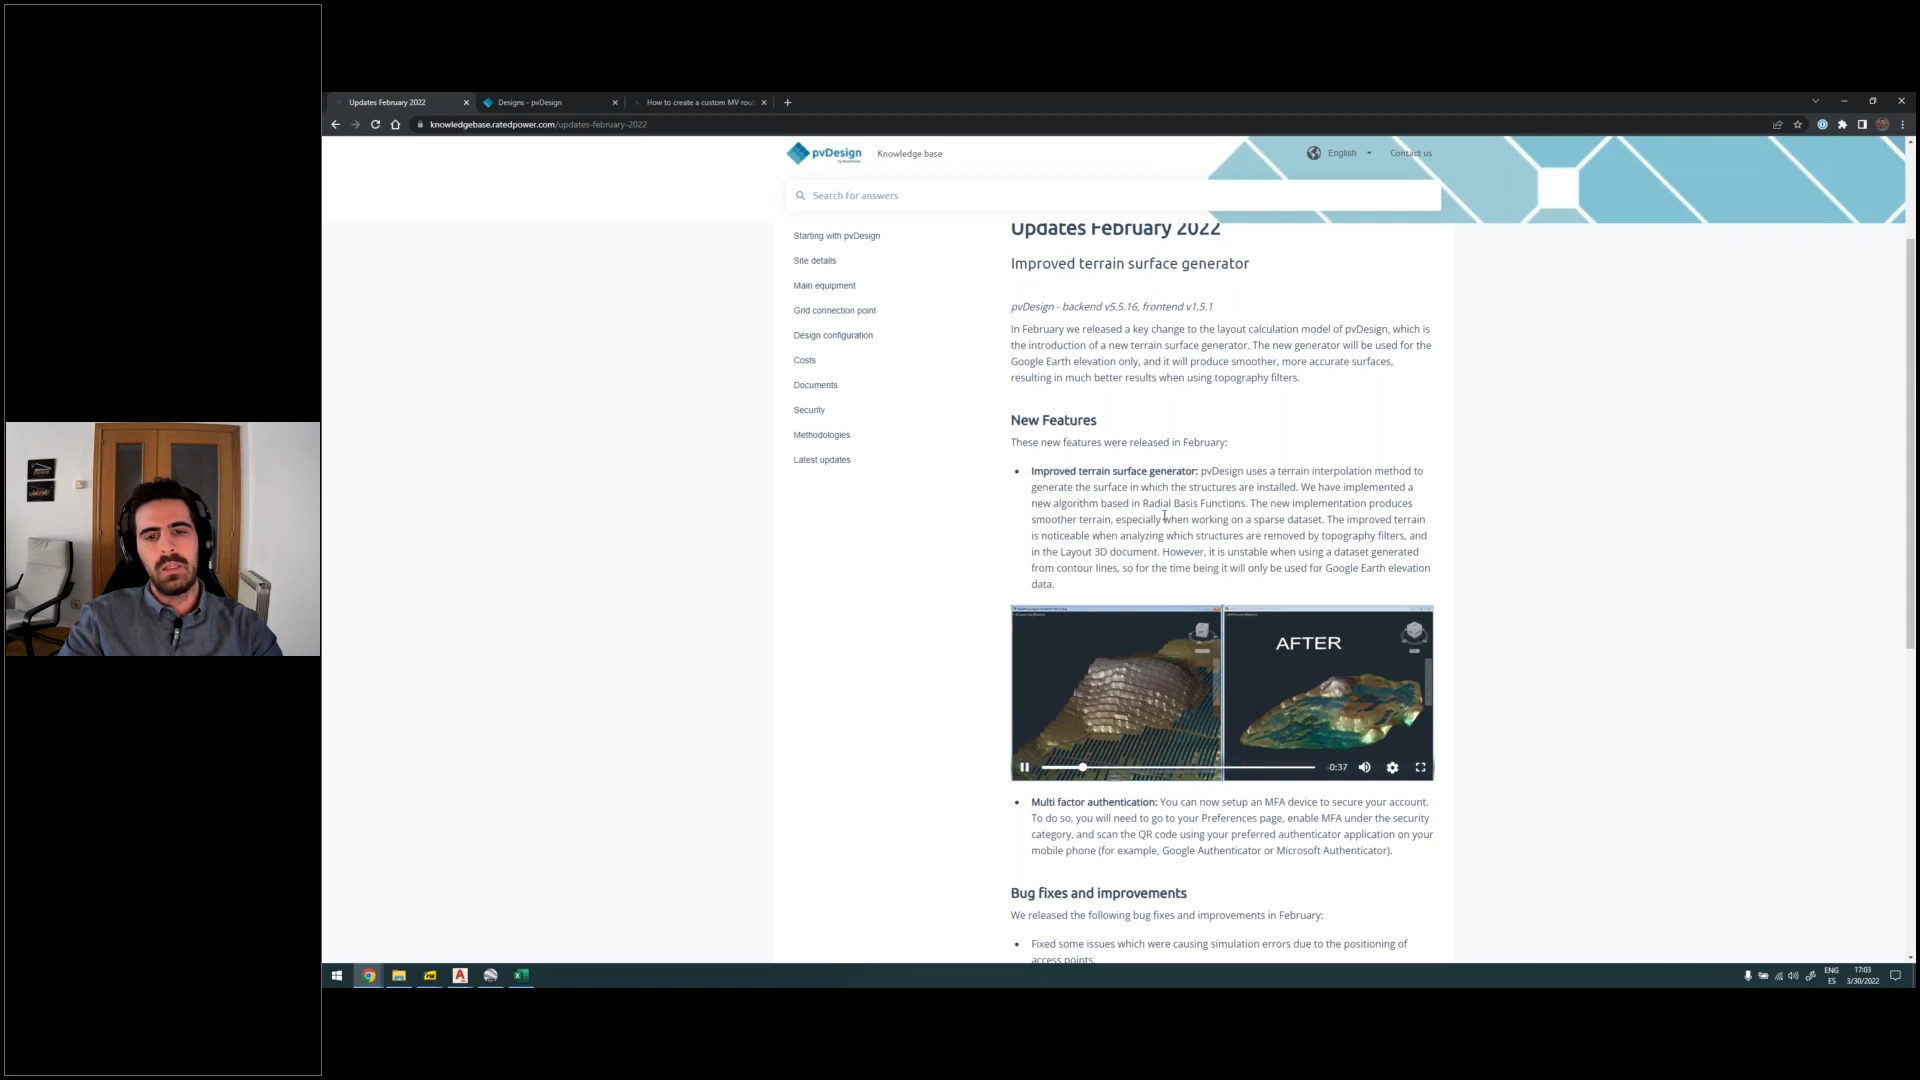 Updates February 2022
Designs - pvDesign
How to create a custom MV rou
knowledgebase.ratedpower.com/updates-february-2022
pvDesign
Knowledge base
English
Contact us
Search for answers
Starting with pvDesign
Site details
Main equipment
Grid connection point
Design configuration
Costs
Documents
Security
Methodologies
Latest updates
Updates February 2022
Improved terrain surface generator
pvDesign - backend v5.5.16, frontend v1.5.1
In February we released a key change to the layout calculation model of pvDesign, which is
the introduction of a new terrain surface generator. The new generator will be used for the
Google Earth elevation only, and it will produce smoother, more accurate surfaces,
resulting in much better results when using topography filters.
New Features
These new features were released in February:
• Improved terrain surface generator: pvDesign uses a terrain interpolation method to
generate the surface in which the structures are installed. We have implemented a
new algorithm based in Radial Basis Functions. The new implementation produces
smoother terrain, especially when working on a sparse dataset. The improved terrain
is noticeable when analyzing which structures are removed by topography filters, and
in the Layout 3D document. However, it is unstable when using a dataset generated
from contour lines, so for the time being it will only be used for Google Earth elevation
data.
AFTER
-0:37
• Multi factor authentication: You can now setup an MFA device to secure your account.
To do so, you will need to go to your Preferences page, enable MFA under the security
category, and scan the QR code using your preferred authenticator application on your
mobile phone (for example, Google Authenticator or Microsoft Authenticator).
Bug fixes and improvements
We released the following bug fixes and improvements in February:
• Fixed some issues which were causing simulation errors due to the positioning of
access points.
ENG
ES
17:03
3/30/2022